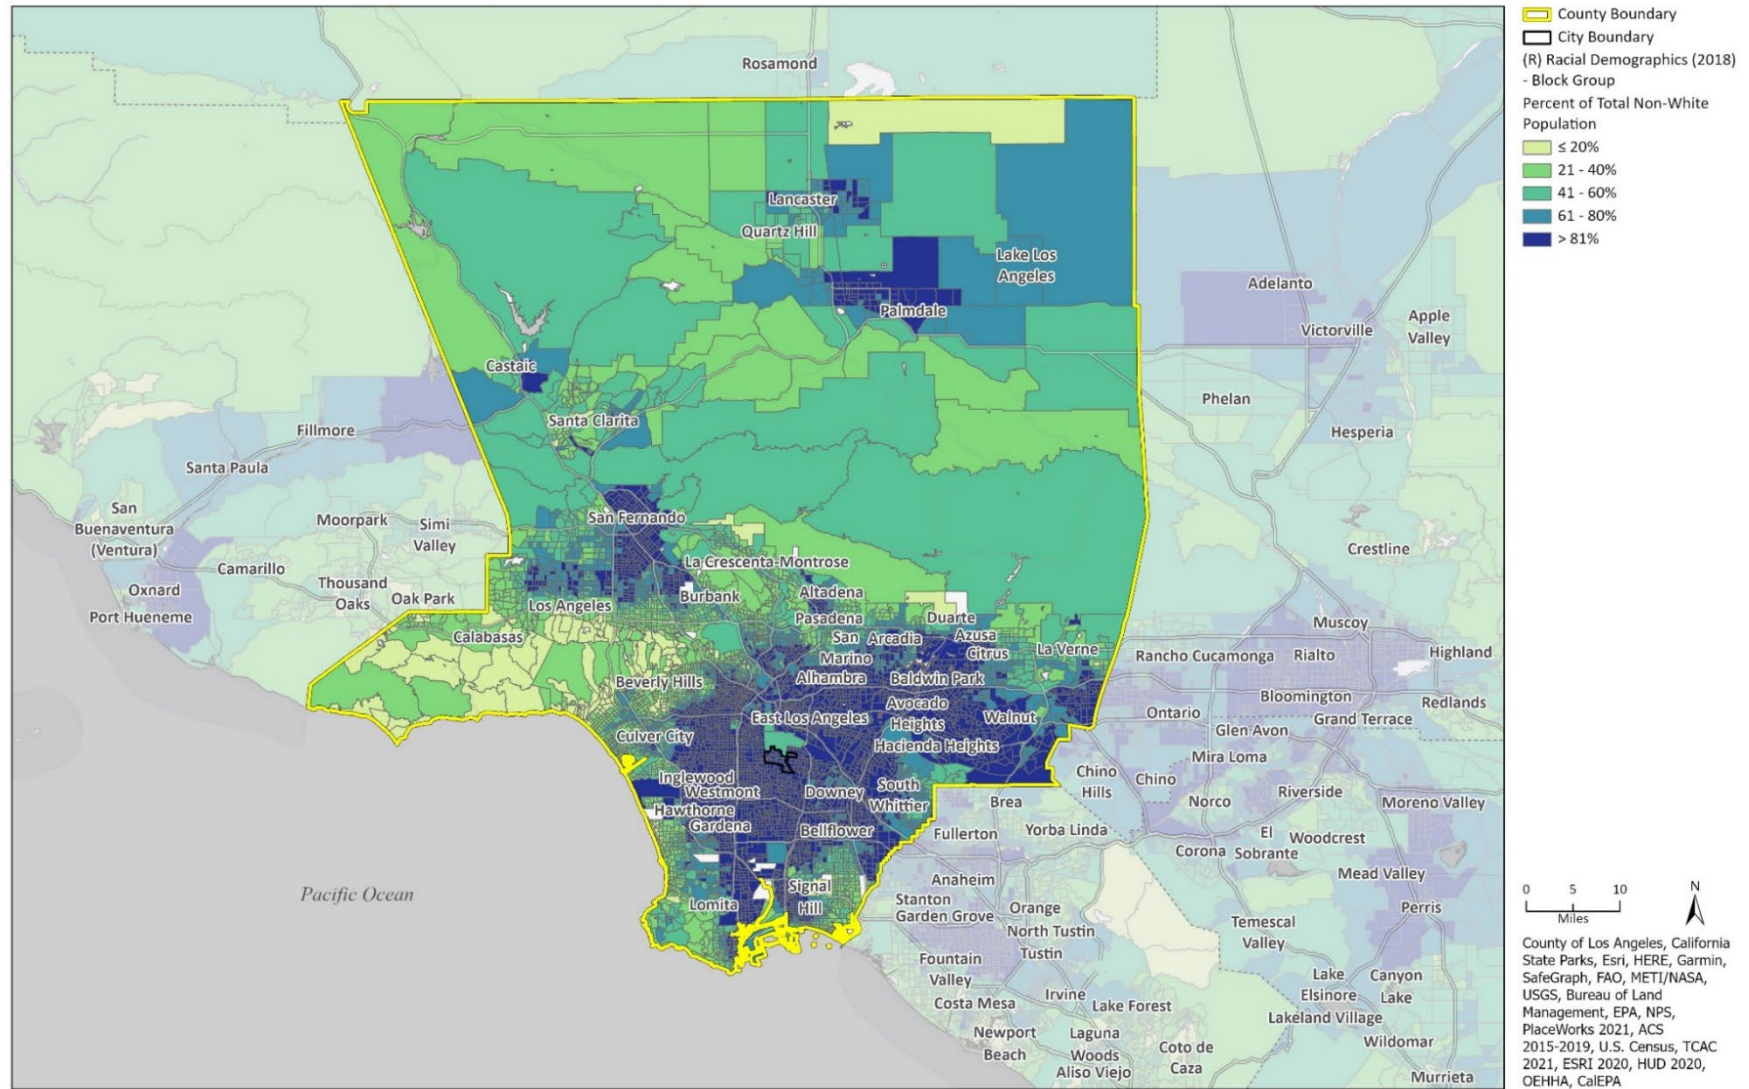 Rosamond
Lancaster
Quartz Hill
Lake Los
Angeles
Palmdale
Adelanto
Victorville
Apple
Valley
Castaic
Santa Clarita
Phelan
Hesperia
Fillmore
Santa Paula
San
Buenaventura
(Ventura)
Moorpark
Simi
Valley
San Fernando
Camarillo
Oxnard
Port Hueneme
Thousand
Oaks
Oak Park
Calabasas
Los Angeles
Burbank
La Crescenta-Montrose
Altadena
Pasadena
San
Marino
Arcadia
Duarte
Azusa
Citrus
La Verne
Crestline
Muscoy
Rancho Cucamonga
Rialto
Highland
Beverly Hills
Alhambra
Baldwin Park
Bloomington
Redlands
East Los Angeles
Avocado
Heights
Walnut
Ontario
Grand Terrace
Glen Avon
Culver City
Hacienda Heights
Mira Loma
Inglewood
Westmont
Downey
South
Whittier
Chino
Hills
Chino
Riverside
Norco
Moreno Valley
Hawthorne
Gardena
Bellflower
Brea
Fullerton
Yorba Linda
Corona
El
Sobrante
Woodcrest
Mead Valley
Pacific Ocean
Lomita
Signal
Hill
Anaheim
Stanton
Garden Grove
Orange
North Tustin
Tustin
Perris
Temescal
Valley
Fountain
Valley
Costa Mesa
Irvine
Lake Forest
Lake
Elsinore
Canyon
Lake
Lakeland Village
Newport
Beach
Laguna
Woods
Aliso Viejo
Coto de
Caza
Wildomar
Murrieta
County Boundary
City Boundary
(R) Racial Demographics (2018)
- Block Group
Percent of Total Non-White
Population
≤ 20%
21 - 40%
41 - 60%
61 - 80%
> 81%
0 5 10
Miles
N
County of Los Angeles, California
State Parks, Esri, HERE, Garmin,
SafeGraph, FAO, METI/NASA,
USGS, Bureau of Land
Management, EPA, NPS,
PlaceWorks 2021, ACS
2015-2019, U.S. Census, TCAC
2021, ESRI 2020, HUD 2020,
OEHHA, CalEPA